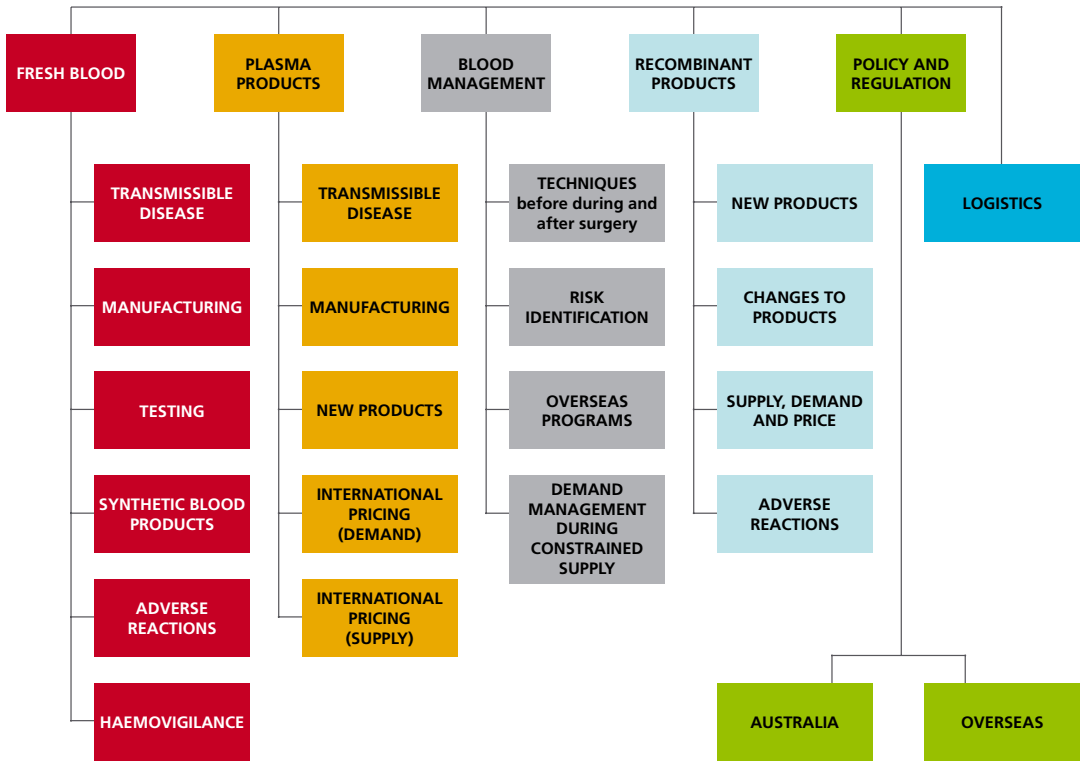 FRESH BLOOD
PLASMA
PRODUCTS
BLOOD
MANAGEMENT
RECOMBINANT
PRODUCTS
POLICY AND
REGULATION
TRANSMISSIBLE
DISEASE
MANUFACTURING
TESTING
SYNTHETIC BLOOD
PRODUCTS
ADVERSE
REACTIONS
HAEMOVIGILANCE
TRANSMISSIBLE
DISEASE
MANUFACTURING
NEW PRODUCTS
INTERNATIONAL
PRICING
(DEMAND)
INTERNATIONAL
PRICING
(SUPPLY)
TECHNIQUES
before during and
after surgery
RISK
IDENTIFICATION
OVERSEAS
PROGRAMS
DEMAND
MANAGEMENT
DURING
CONSTRAINED
SUPPLY
NEW PRODUCTS
CHANGES TO
PRODUCTS
SUPPLY, DEMAND
AND PRICE
ADVERSE
REACTIONS
LOGISTICS
AUSTRALIA
OVERSEAS